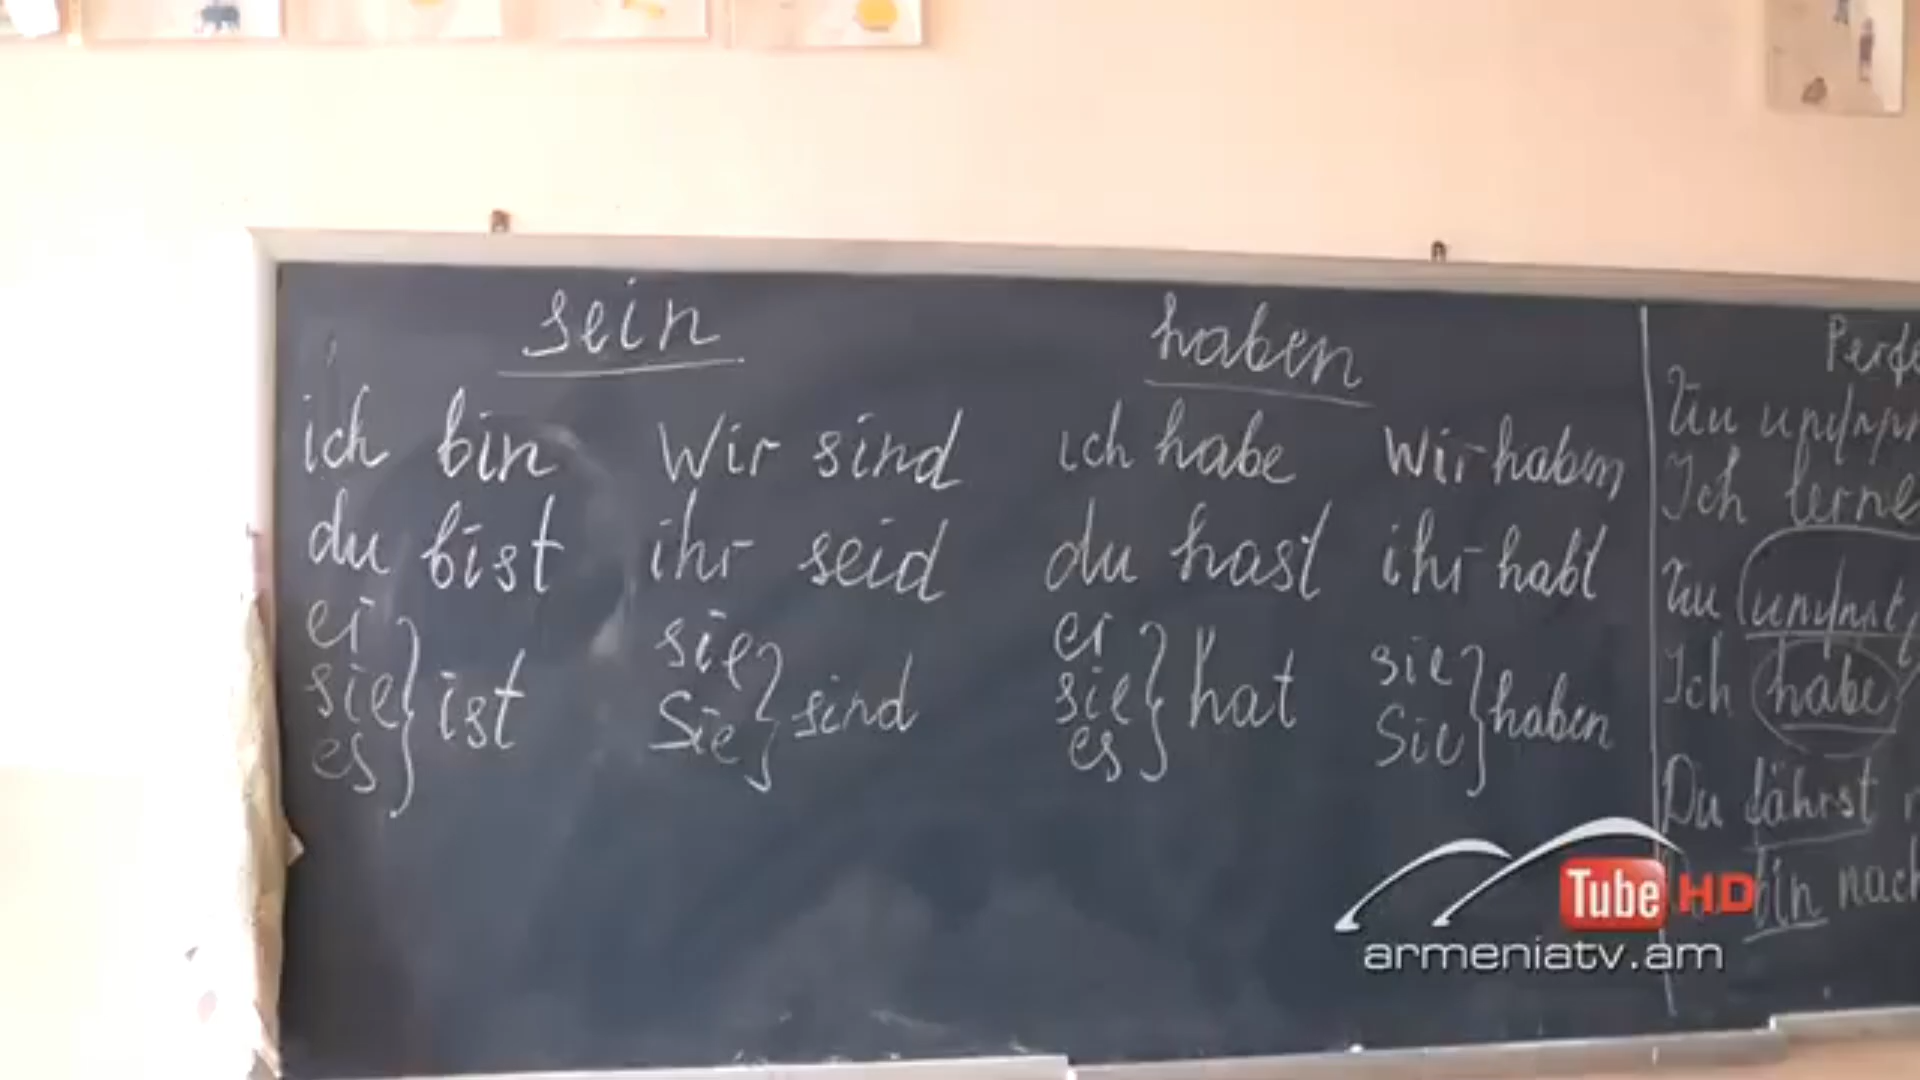 sein
ich bin Wir sind
du bist ihr seid
er
sie } ist
es
sie
Sie } sind
haben
ich habe Wir haben
du hast ihr habt
er
sie } hat
es
sie
Sie } haben
Ich lerne
Ich habe
Du fährst
bin nach
Tube HD
armeniatv.am